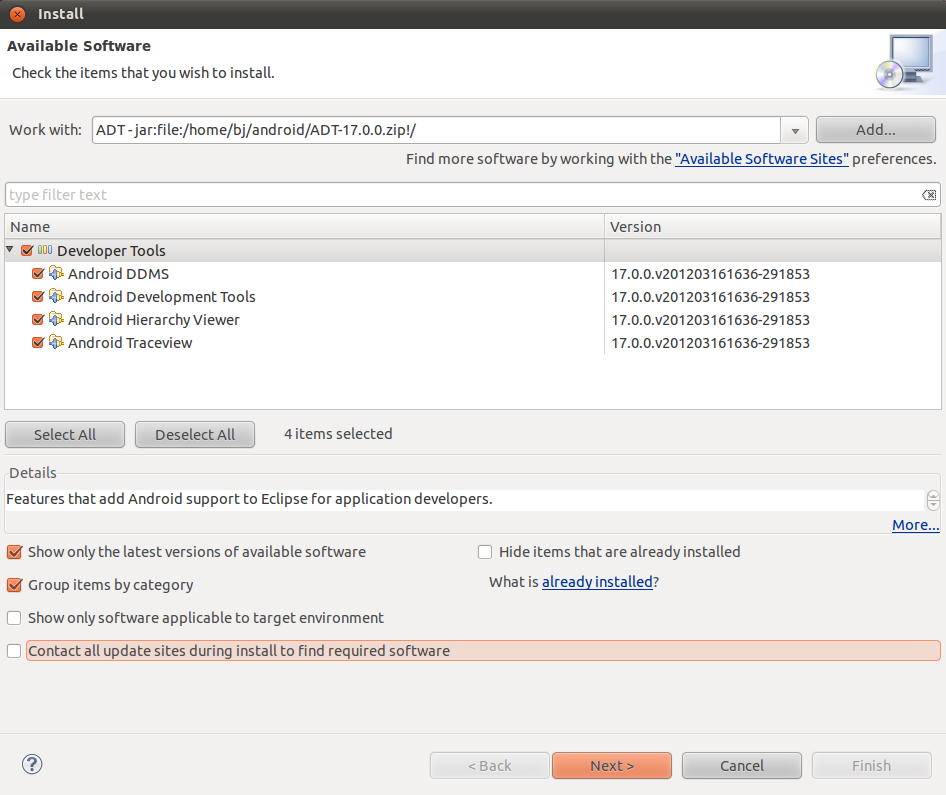 Install
Available Software
Check the items that you wish to install.
Work with: ADT - jar:file:/home/bj/android/ADT-17.0.0.zip!/ Add...
Find more software by working with the "Available Software Sites" preferences.
type filter text
Name Version
Developer Tools
Android DDMS 17.0.0.v201203161636-291853
Android Development Tools 17.0.0.v201203161636-291853
Android Hierarchy Viewer 17.0.0.v201203161636-291853
Android Traceview 17.0.0.v201203161636-291853
Select All Deselect All 4 items selected
Details
Features that add Android support to Eclipse for application developers.
More...
Show only the latest versions of available software Hide items that are already installed
Group items by category What is already installed?
Show only software applicable to target environment
Contact all update sites during install to find required software
? < Back Next > Cancel Finish